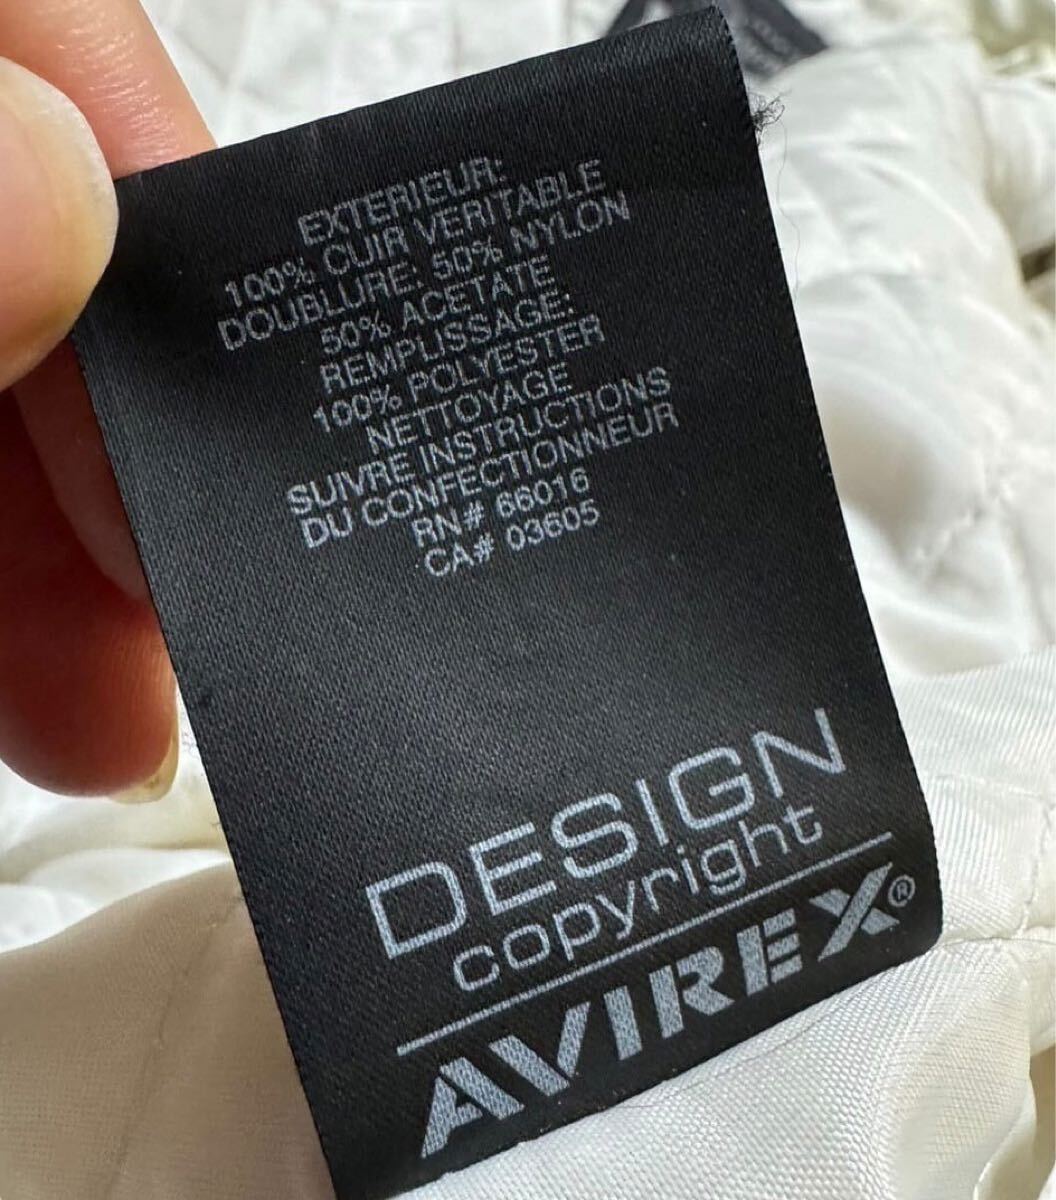 EXTERIEUR:
100% CUIR VERITABLE
DOUBLURE: 50% NYLON
50% ACETATE
REMPLISSAGE:
100% POLYESTER
NETTOYAGE
SUIVRE INSTRUCTIONS
DU CONFECTIONNEUR
RN# 66016
CA# 03605
DESIGN
copyright
AVIREX®